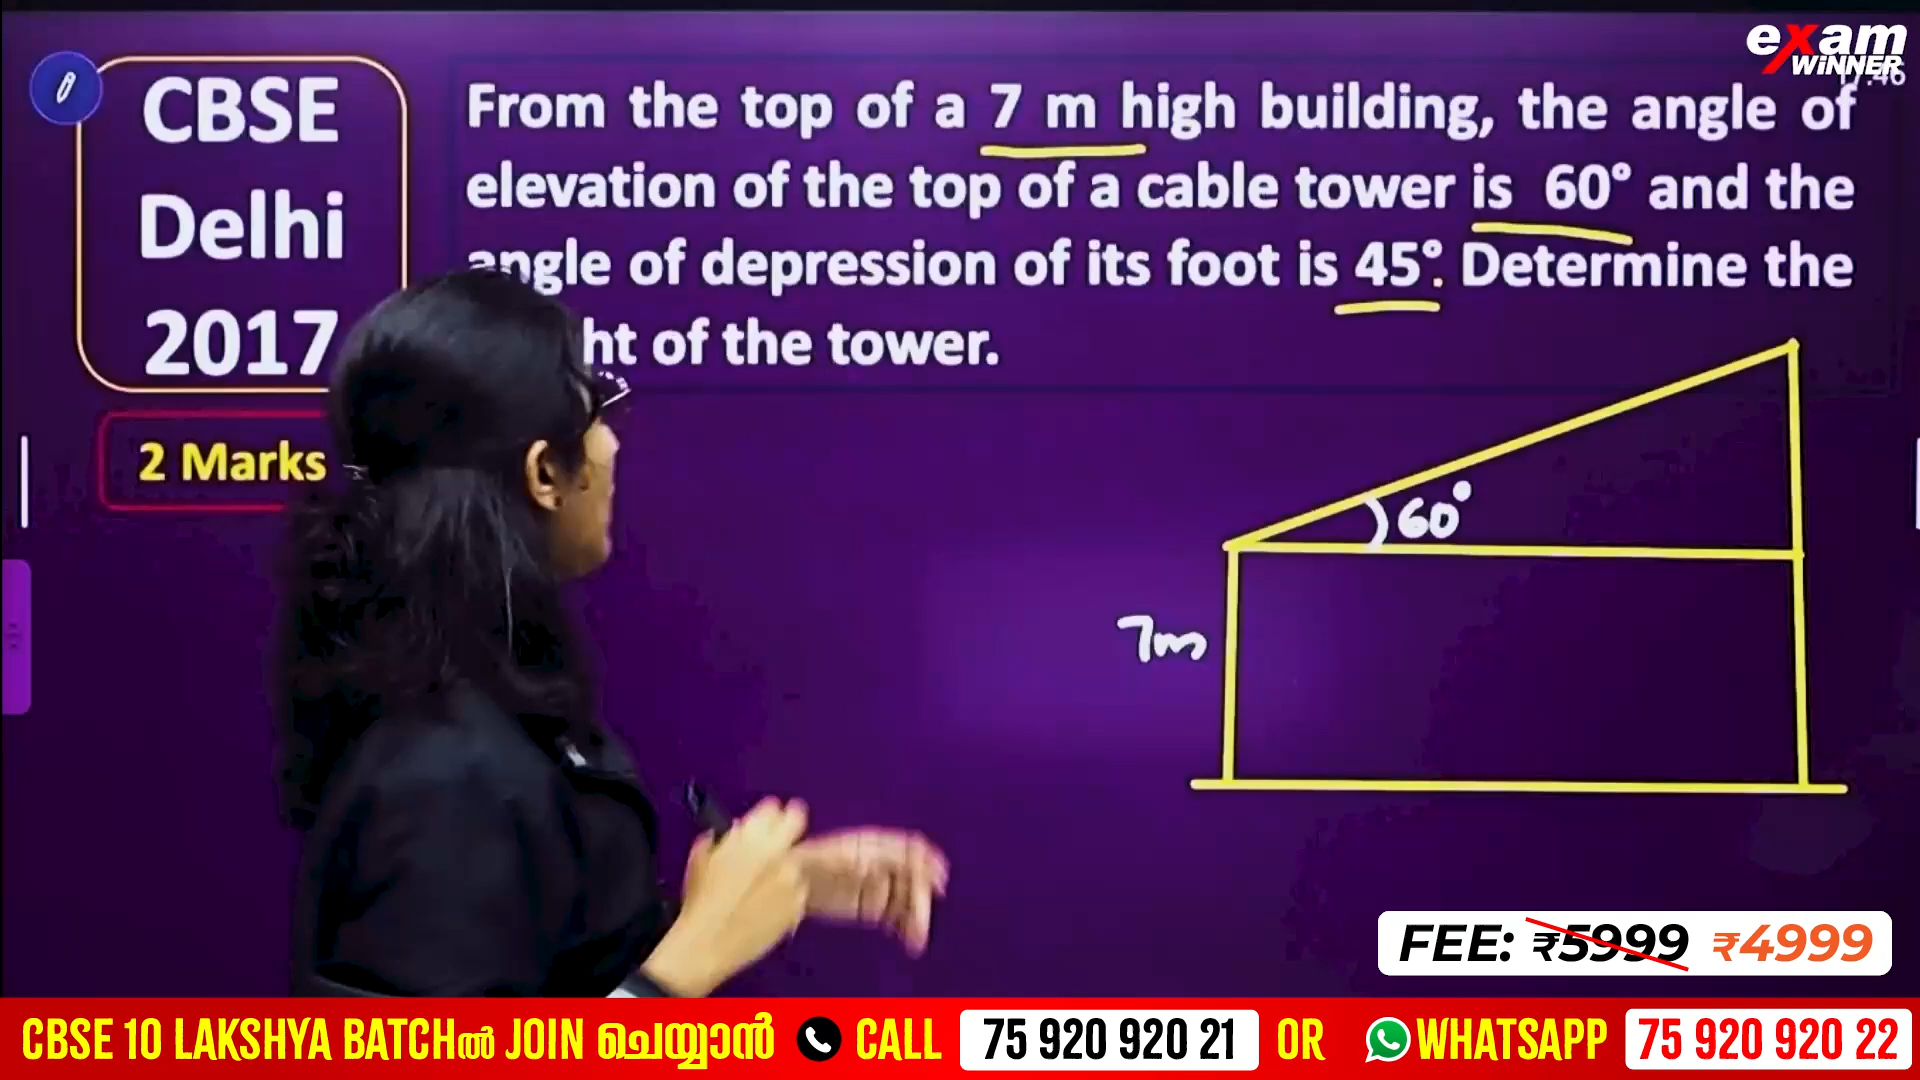 exam
WiNNER
CBSE
Delhi
2017
2 Marks
From the top of a 7 m high building, the angle of
elevation of the top of a cable tower is 60° and the
angle of depression of its foot is 45°. Determine the
ht of the tower.
60°
7m
FEE: ₹5999 ₹4999
CBSE 10 LAKSHYA BATCHൽ JOIN ചെയ്യാൻ CALL 75 920 920 21 OR WHATSAPP 75 920 920 22